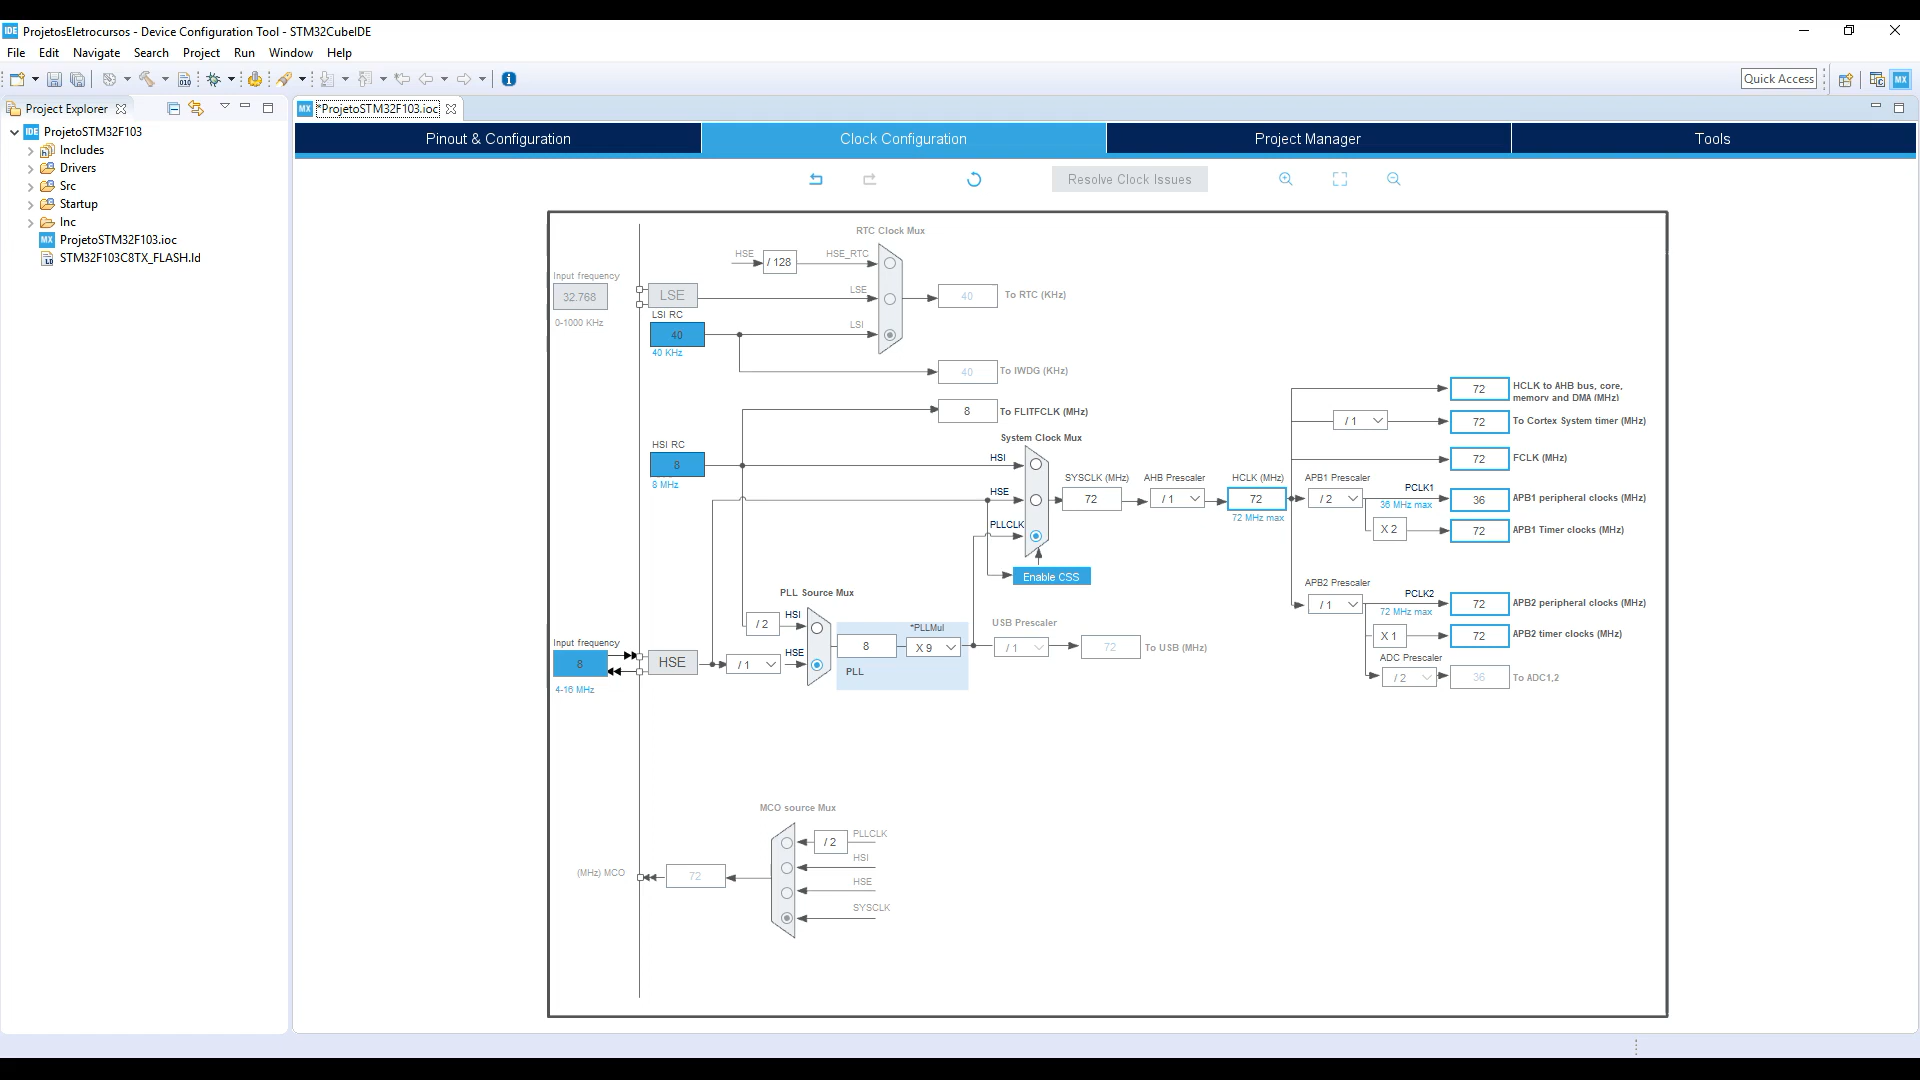 IDE ProjetosEletrocursos - Device Configuration Tool - STM32CubeIDE
File Edit Navigate Search Project Run Window Help
010
Quick Access
MX
Project Explorer
MX *ProjetoSTM32F103.ioc
IDE ProjetoSTM32F103
Includes
Drivers
Src
Startup
Inc
MX ProjetoSTM32F103.ioc
STM32F103C8TX_FLASH.ld
Pinout & Configuration
Clock Configuration
Project Manager
Tools
Resolve Clock Issues
RTC Clock Mux
HSE
/ 128
HSE_RTC
Input frequency
32.768
0-1000 KHz
LSE
LSE
40
To RTC (KHz)
LSI RC
40
40 KHz
LSI
40
To IWDG (KHz)
8
To FLITFCLK (MHz)
System Clock Mux
HSI RC
8
8 MHz
HSI
HSE
PLLCLK
Enable CSS
SYSCLK (MHz)
72
AHB Prescaler
/ 1
HCLK (MHz)
72
72 MHz max
72
HCLK to AHB bus, core,
memory and DMA (MHz)
/ 1
72
To Cortex System timer (MHz)
72
FCLK (MHz)
APB1 Prescaler
/ 2
PCLK1
36 MHz max
36
APB1 peripheral clocks (MHz)
X 2
72
APB1 Timer clocks (MHz)
APB2 Prescaler
/ 1
PCLK2
72 MHz max
72
APB2 peripheral clocks (MHz)
X 1
72
APB2 timer clocks (MHz)
ADC Prescaler
/ 2
36
To ADC1,2
PLL Source Mux
/ 2
HSI
Input frequency
8
4-16 MHz
HSE
/ 1
HSE
8
*PLLMul
X 9
PLL
USB Prescaler
/ 1
72
To USB (MHz)
MCO source Mux
/ 2
PLLCLK
HSI
HSE
SYSCLK
(MHz) MCO
72